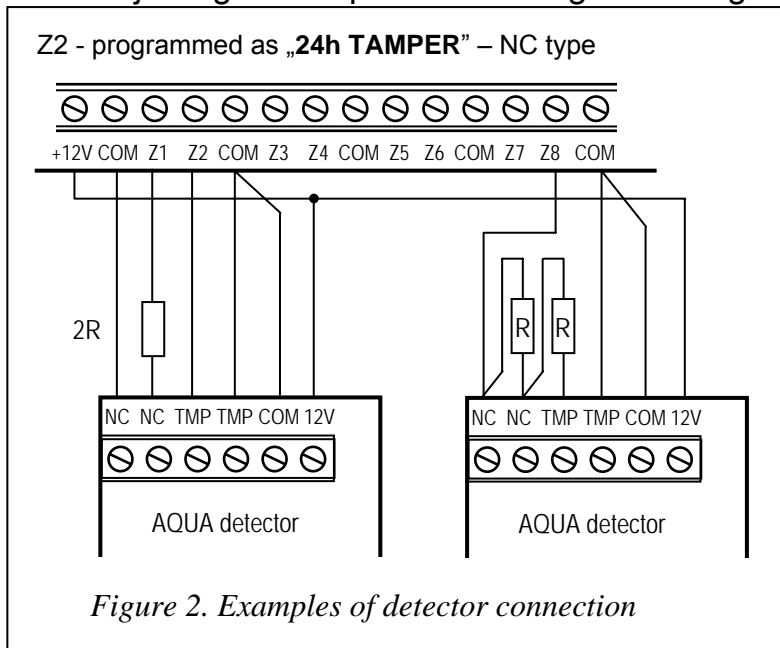 Z2 - programmed as „24h TAMPER” – NC type
+12V COM Z1 Z2 COM Z3 Z4 COM Z5 Z6 COM Z7 Z8 COM
2R
R R
NC NC TMP TMP COM 12V
NC NC TMP TMP COM 12V
AQUA detector
AQUA detector
Figure 2. Examples of detector connection